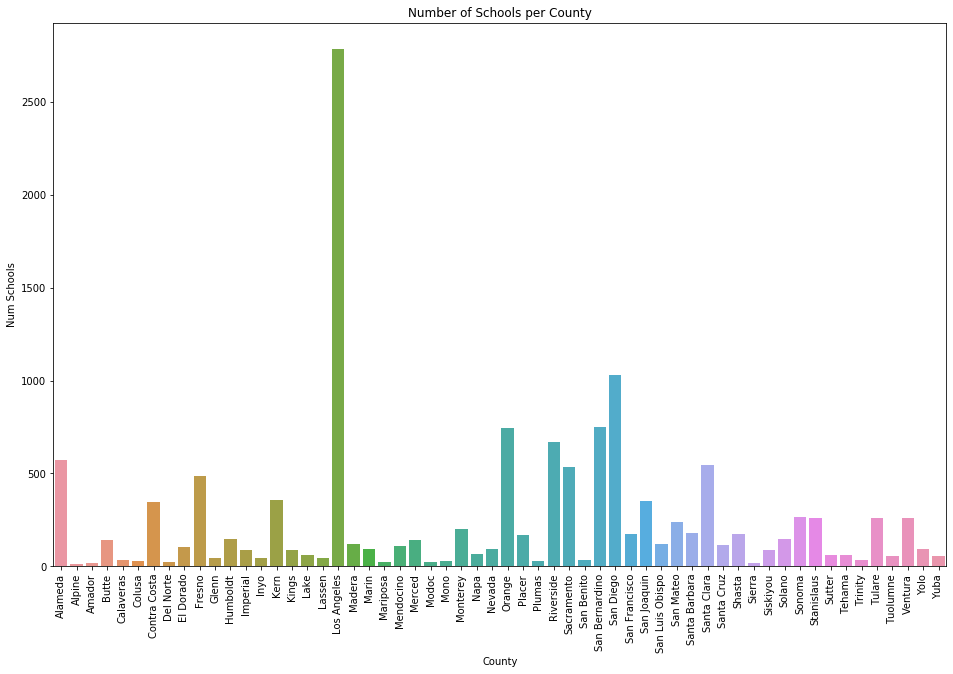 Number of Schools per County
Num Schools
2500
2000
1500
1000
500
0
Alameda
Alpine
Amador
Butte
Calaveras
Colusa
Contra Costa
Del Norte
El Dorado
Fresno
Glenn
Humboldt
Imperial
Inyo
Kern
Kings
Lake
Lassen
Los Angeles
Madera
Marin
Mariposa
Mendocino
Merced
Modoc
Mono
Monterey
Napa
Nevada
Orange
Placer
Plumas
Riverside
Sacramento
San Benito
San Bernardino
San Diego
San Francisco
San Joaquin
San Luis Obispo
San Mateo
Santa Barbara
Santa Clara
Santa Cruz
Shasta
Sierra
Siskiyou
Solano
Sonoma
Stanislaus
Sutter
Tehama
Trinity
Tulare
Tuolumne
Ventura
Yolo
Yuba
County